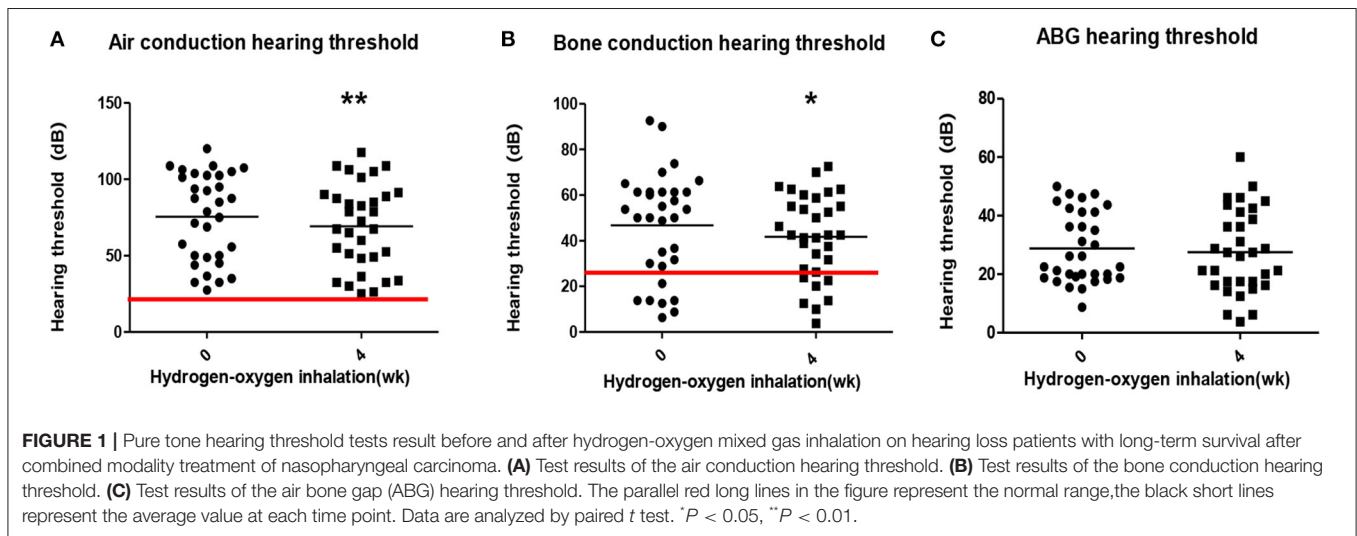 A Air conduction hearing threshold
Hearing threshold (dB)
150
100
50
0
**
0 4
Hydrogen-oxygen inhalation(wk)
B Bone conduction hearing threshold
Hearing threshold (dB)
100
80
60
40
20
0
*
0 4
Hydrogen-oxygen inhalation(wk)
C ABG hearing threshold
Hearing threshold (dB)
80
60
40
20
0
0 4
Hydrogen-oxygen inhalation(wk)
FIGURE 1 | Pure tone hearing threshold tests result before and after hydrogen-oxygen mixed gas inhalation on hearing loss patients with long-term survival after
combined modality treatment of nasopharyngeal carcinoma. (A) Test results of the air conduction hearing threshold. (B) Test results of the bone conduction hearing
threshold. (C) Test results of the air bone gap (ABG) hearing threshold. The parallel red long lines in the figure represent the normal range,the black short lines
represent the average value at each time point. Data are analyzed by paired t test. *P < 0.05, **P < 0.01.